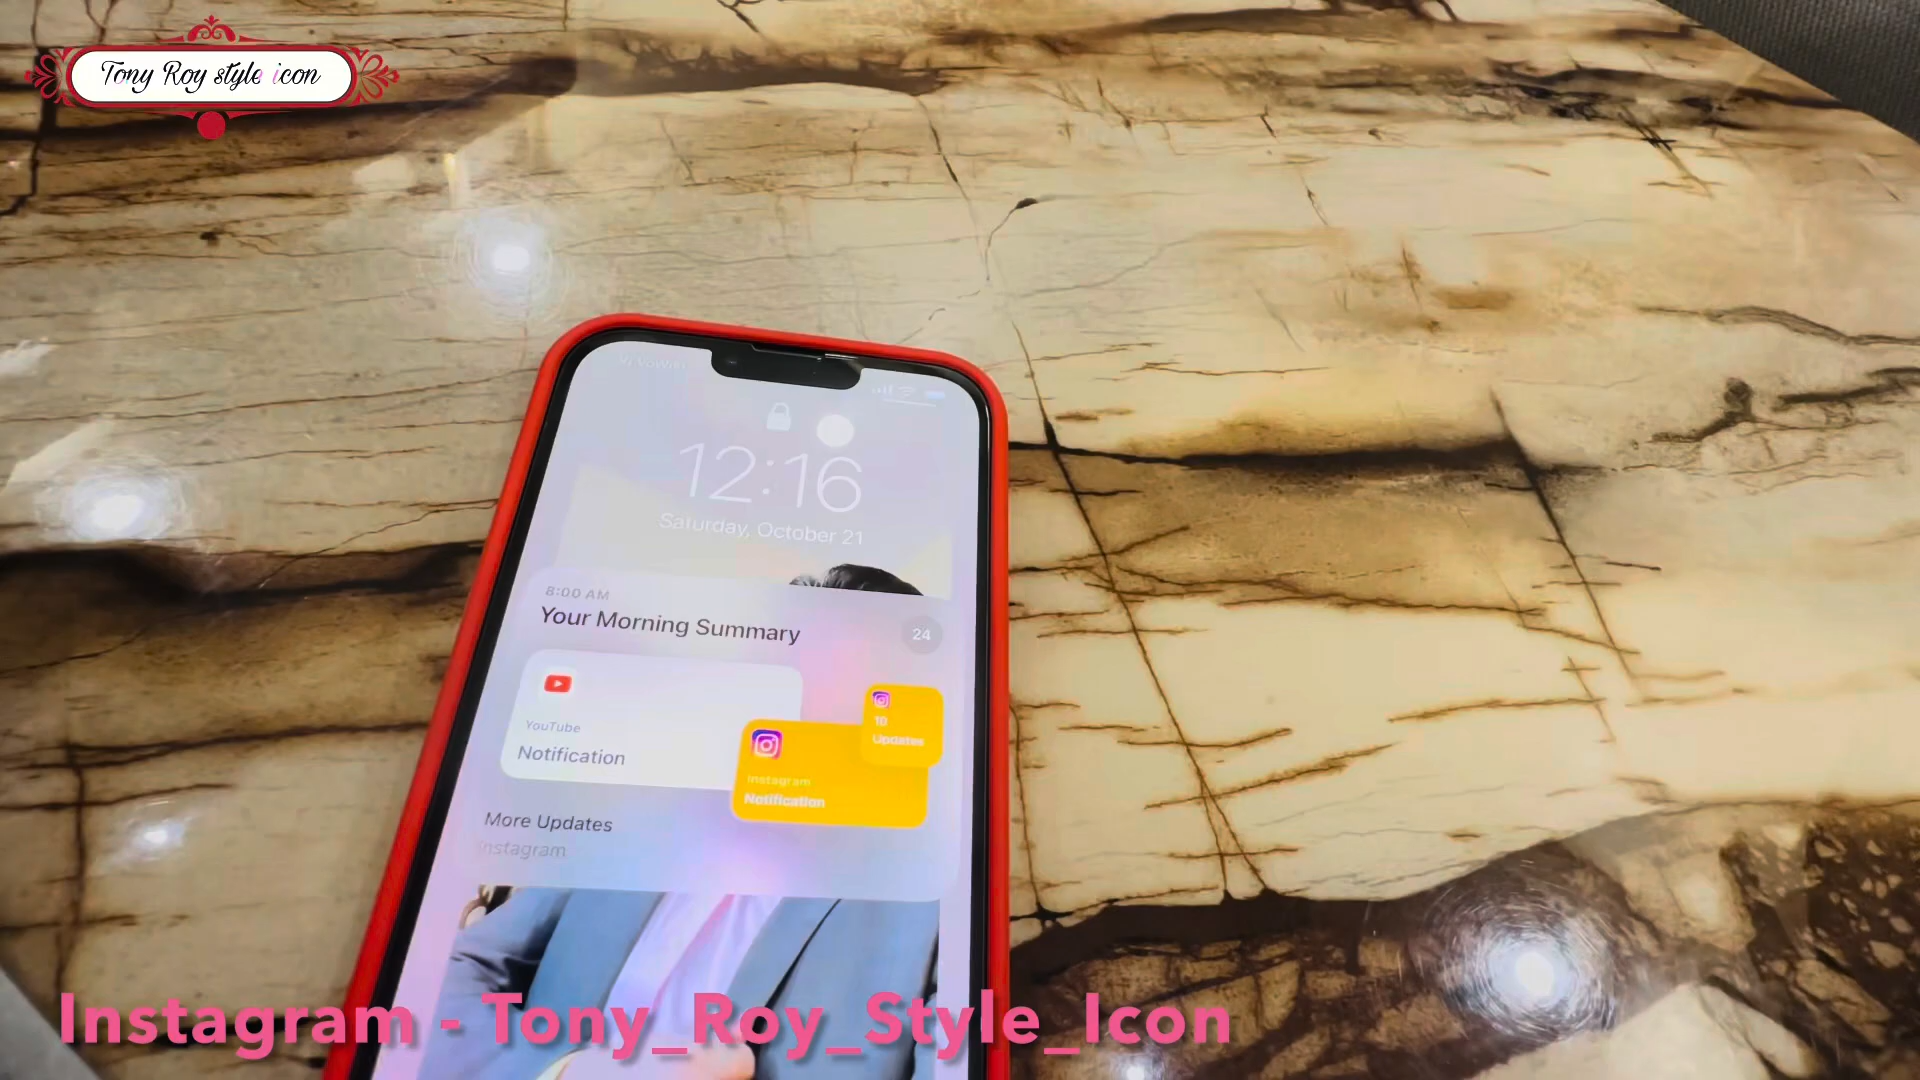 Tony Roy style icon
12:16
Saturday, October 21
8:00 AM
Your Morning Summary
24
YouTube
Notification
10
Updates
Instagram
Notification
More Updates
Instagram
Instagram - Tony_Roy_Style_Icon